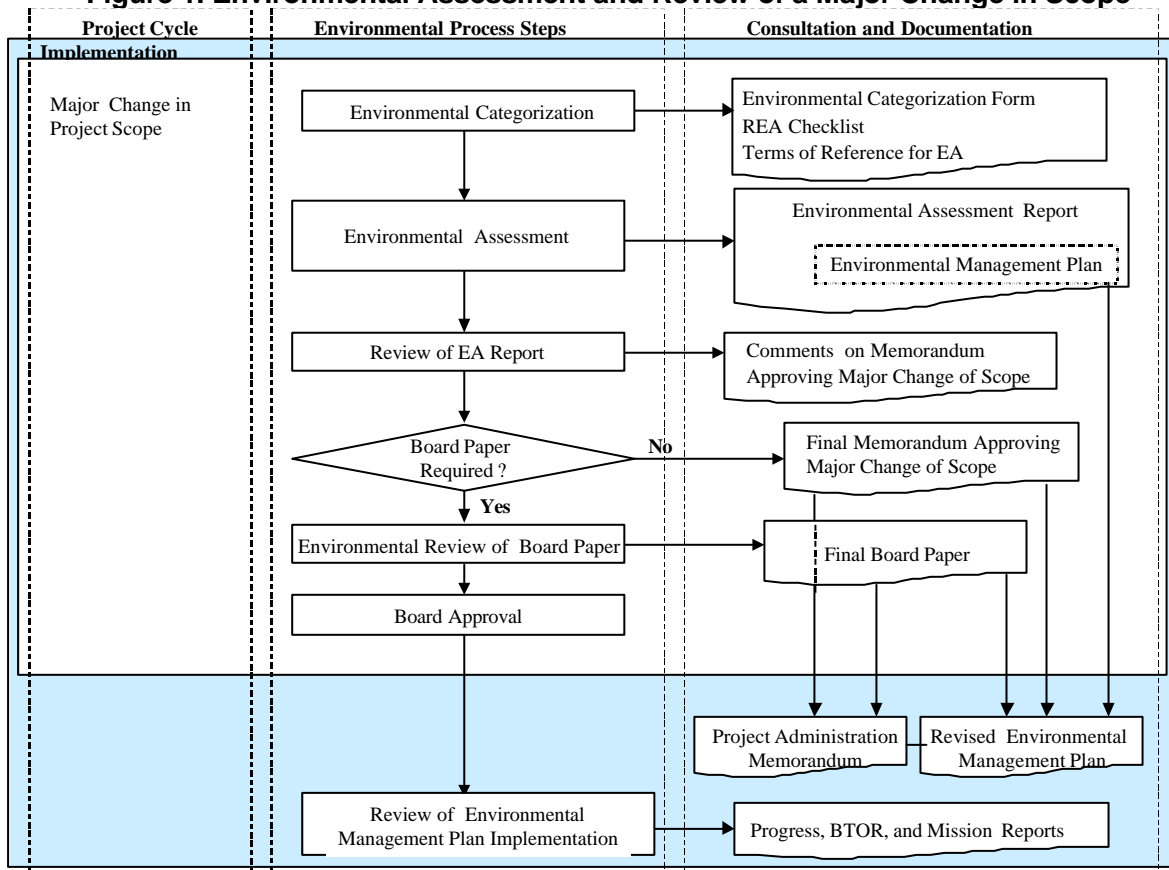 Figure 4: Environmental Assessment and Review of a Major Change in Scope
Project Cycle
Environmental Process Steps
Consultation and Documentation
Implementation
Major Change in
Project Scope
Environmental Categorization
Environmental Categorization Form
REA Checklist
Terms of Reference for EA
Environmental Assessment
Environmental Assessment Report
Environmental Management Plan
Review of EA Report
Comments on Memorandum
Approving Major Change of Scope
Board Paper
Required ?
No
Final Memorandum Approving
Major Change of Scope
Yes
Environmental Review of Board Paper
Final Board Paper
Board Approval
Project Administration
Memorandum
Revised Environmental
Management Plan
Review of Environmental
Management Plan Implementation
Progress, BTOR, and Mission Reports